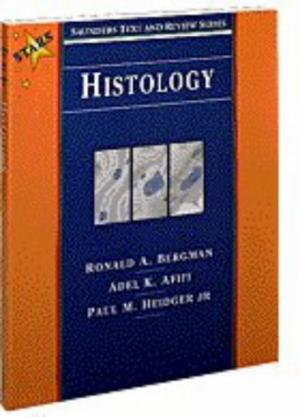 SAUNDERS TEXT AND REVIEW SERIES
STARS
HISTOLOGY
RONALD A. BERGMAN
ADEL K. AFIFI
PAUL M. HEIDGER JR